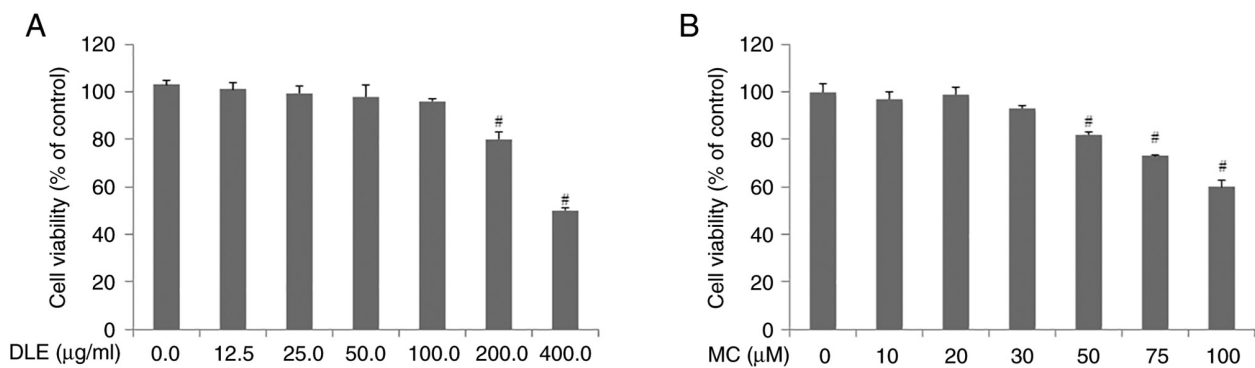 A
120
100
80
60
40
20
0
Cell viability (% of control)
# #
DLE (µg/ml) 0.0 12.5 25.0 50.0 100.0 200.0 400.0
B
120
100
80
60
40
20
0
Cell viability (% of control)
# # #
MC (µM) 0 10 20 30 50 75 100